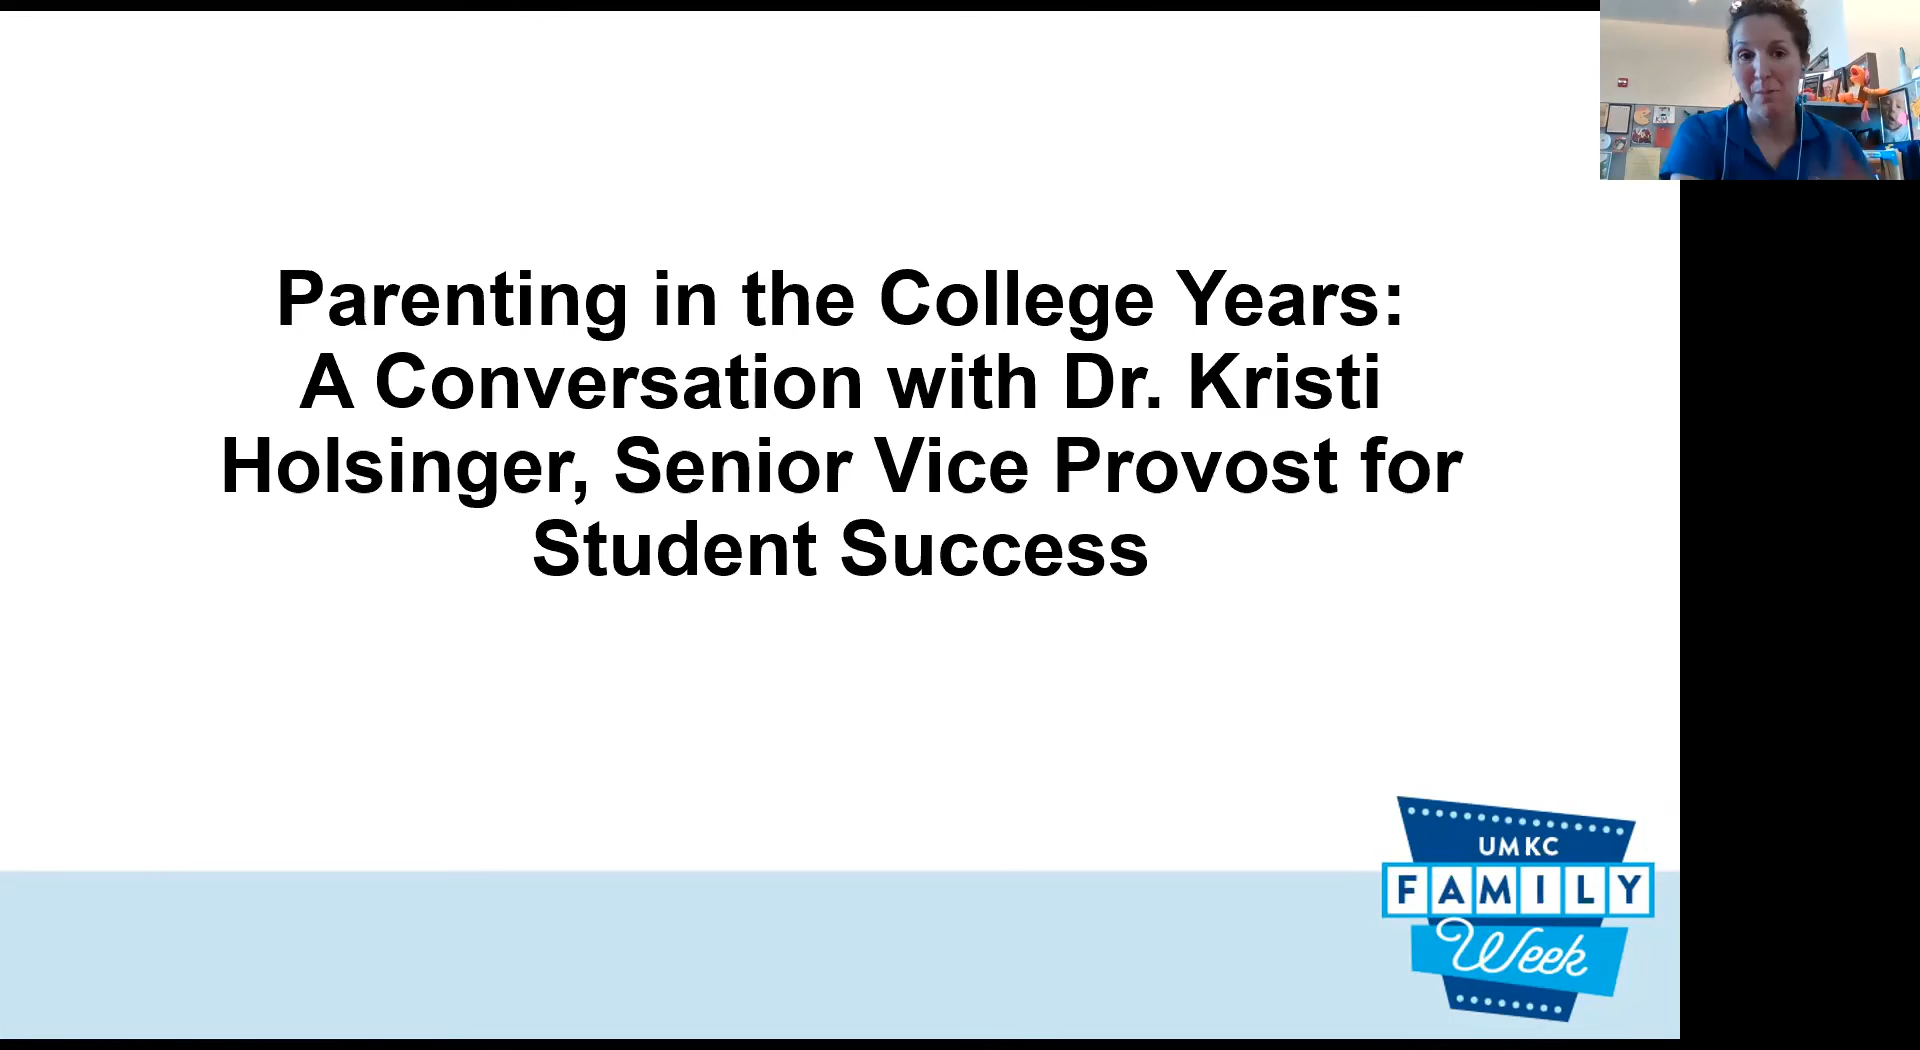 Parenting in the College Years:
A Conversation with Dr. Kristi
Holsinger, Senior Vice Provost for
Student Success
UMKC
FAMILY
Week